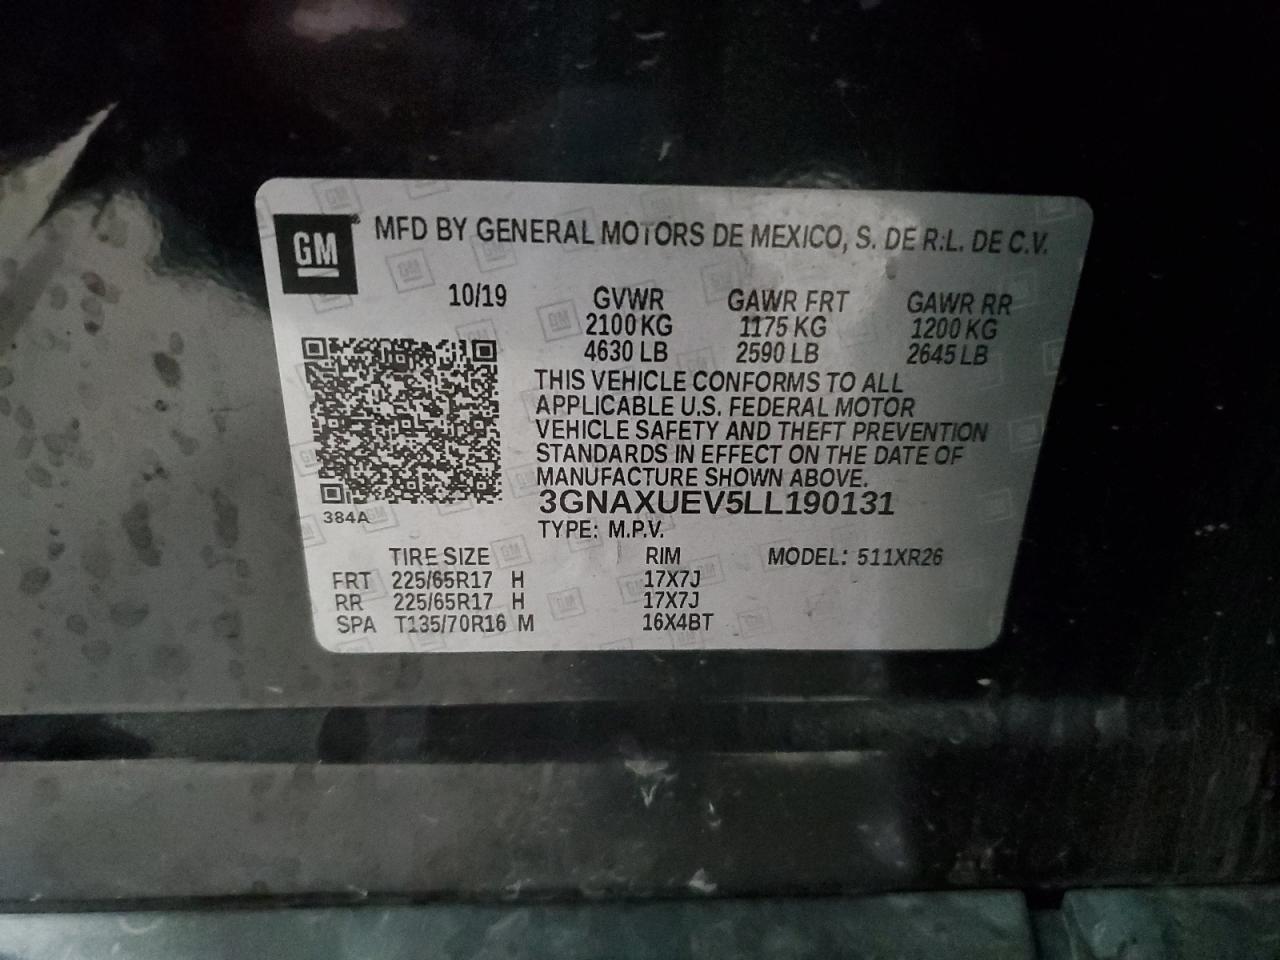 GM
MFD BY GENERAL MOTORS DE MEXICO, S. DE R.L. DE C.V.
10/19 GVWR GAWR FRT GAWR RR
2100 KG 1175 KG 1200 KG
4630 LB 2590 LB 2645 LB
THIS VEHICLE CONFORMS TO ALL
APPLICABLE U.S. FEDERAL MOTOR
VEHICLE SAFETY AND THEFT PREVENTION
STANDARDS IN EFFECT ON THE DATE OF
MANUFACTURE SHOWN ABOVE.
3GNAXUEV5LL190131
384A
TYPE: M.P.V.
TIRE SIZE RIM MODEL: 511XR26
FRT 225/65R17 H 17X7J
RR 225/65R17 H 17X7J
SPA T135/70R16 M 16X4BT